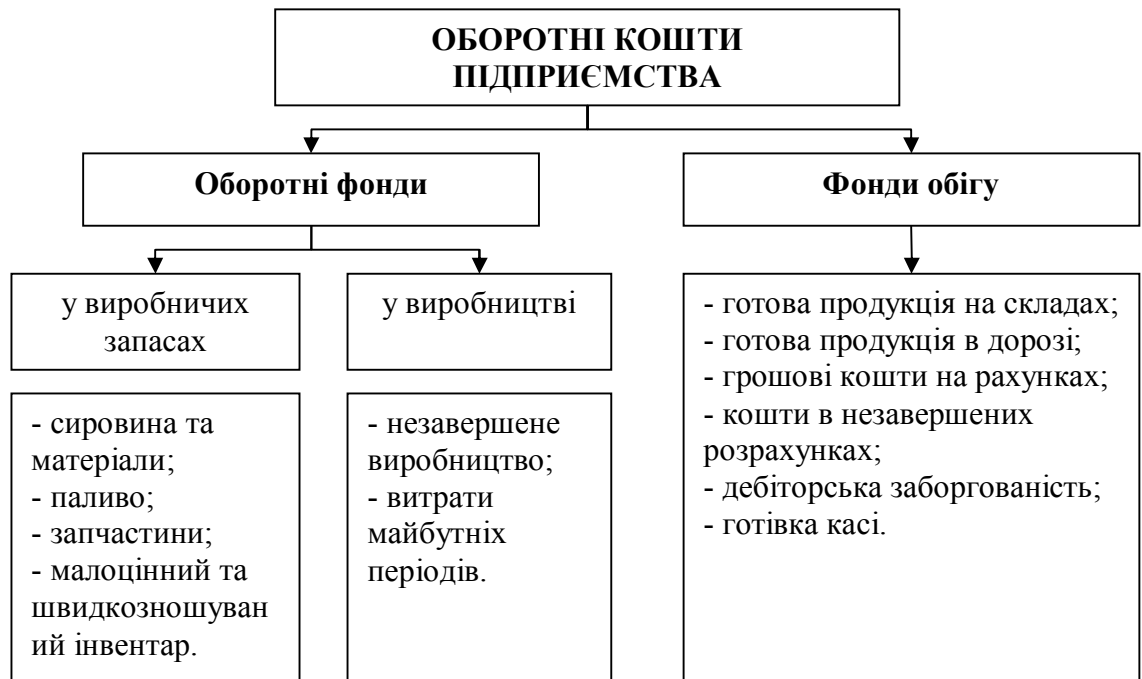 ОБОРОТНІ КОШТИ
ПІДПРИЄМСТВА
Оборотні фонди
Фонди обігу
у виробничих
запасах
у виробництві
- сировина та
матеріали;
- паливо;
- запчастини;
- малоцінний та
швидкозношуван
ий інвентар.
- незавершене
виробництво;
- витрати
майбутніх
періодів.
- готова продукція на складах;
- готова продукція в дорозі;
- грошові кошти на рахунках;
- кошти в незавершених
розрахунках;
- дебіторська заборгованість;
- готівка касі.